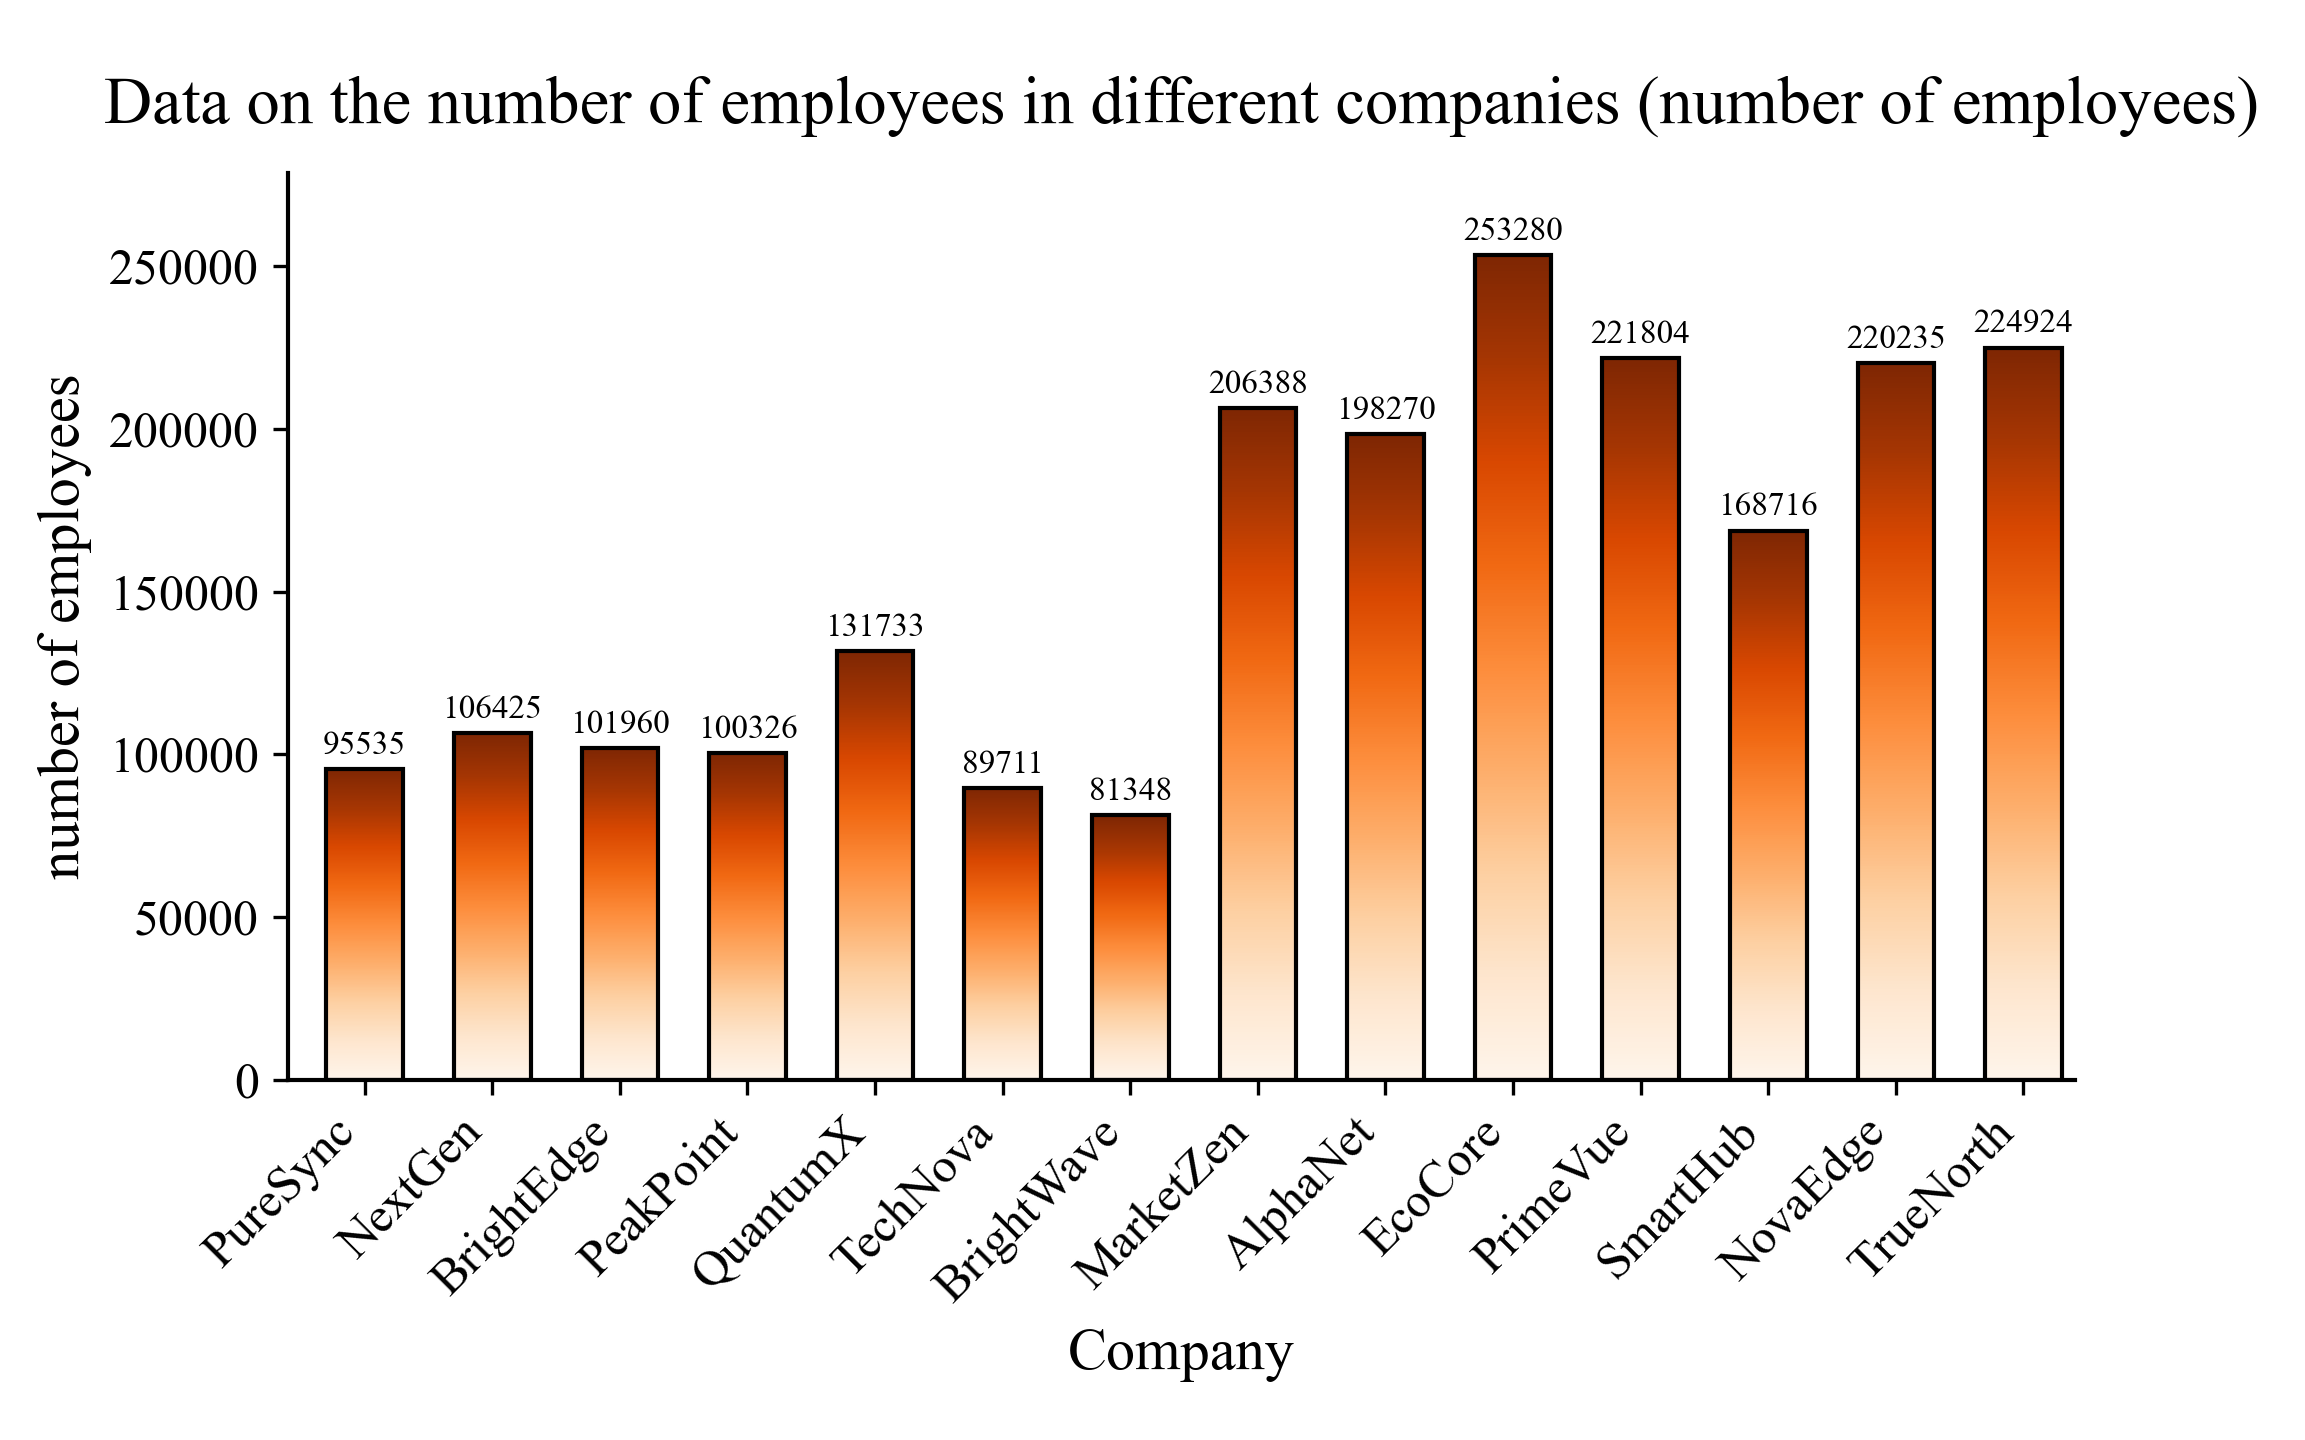 Data on the number of employees in different companies (number of employees)
number of employees
250000
200000
150000
100000
50000
0
95535
106425
101960
100326
131733
89711
81348
206388
198270
253280
221804
168716
220235
224924
PureSync
NextGen
BrightEdge
PeakPoint
QuantumX
TechNova
BrightWave
MarketZen
AlphaNet
EcoCore
PrimeVue
SmartHub
NovaEdge
TrueNorth
Company